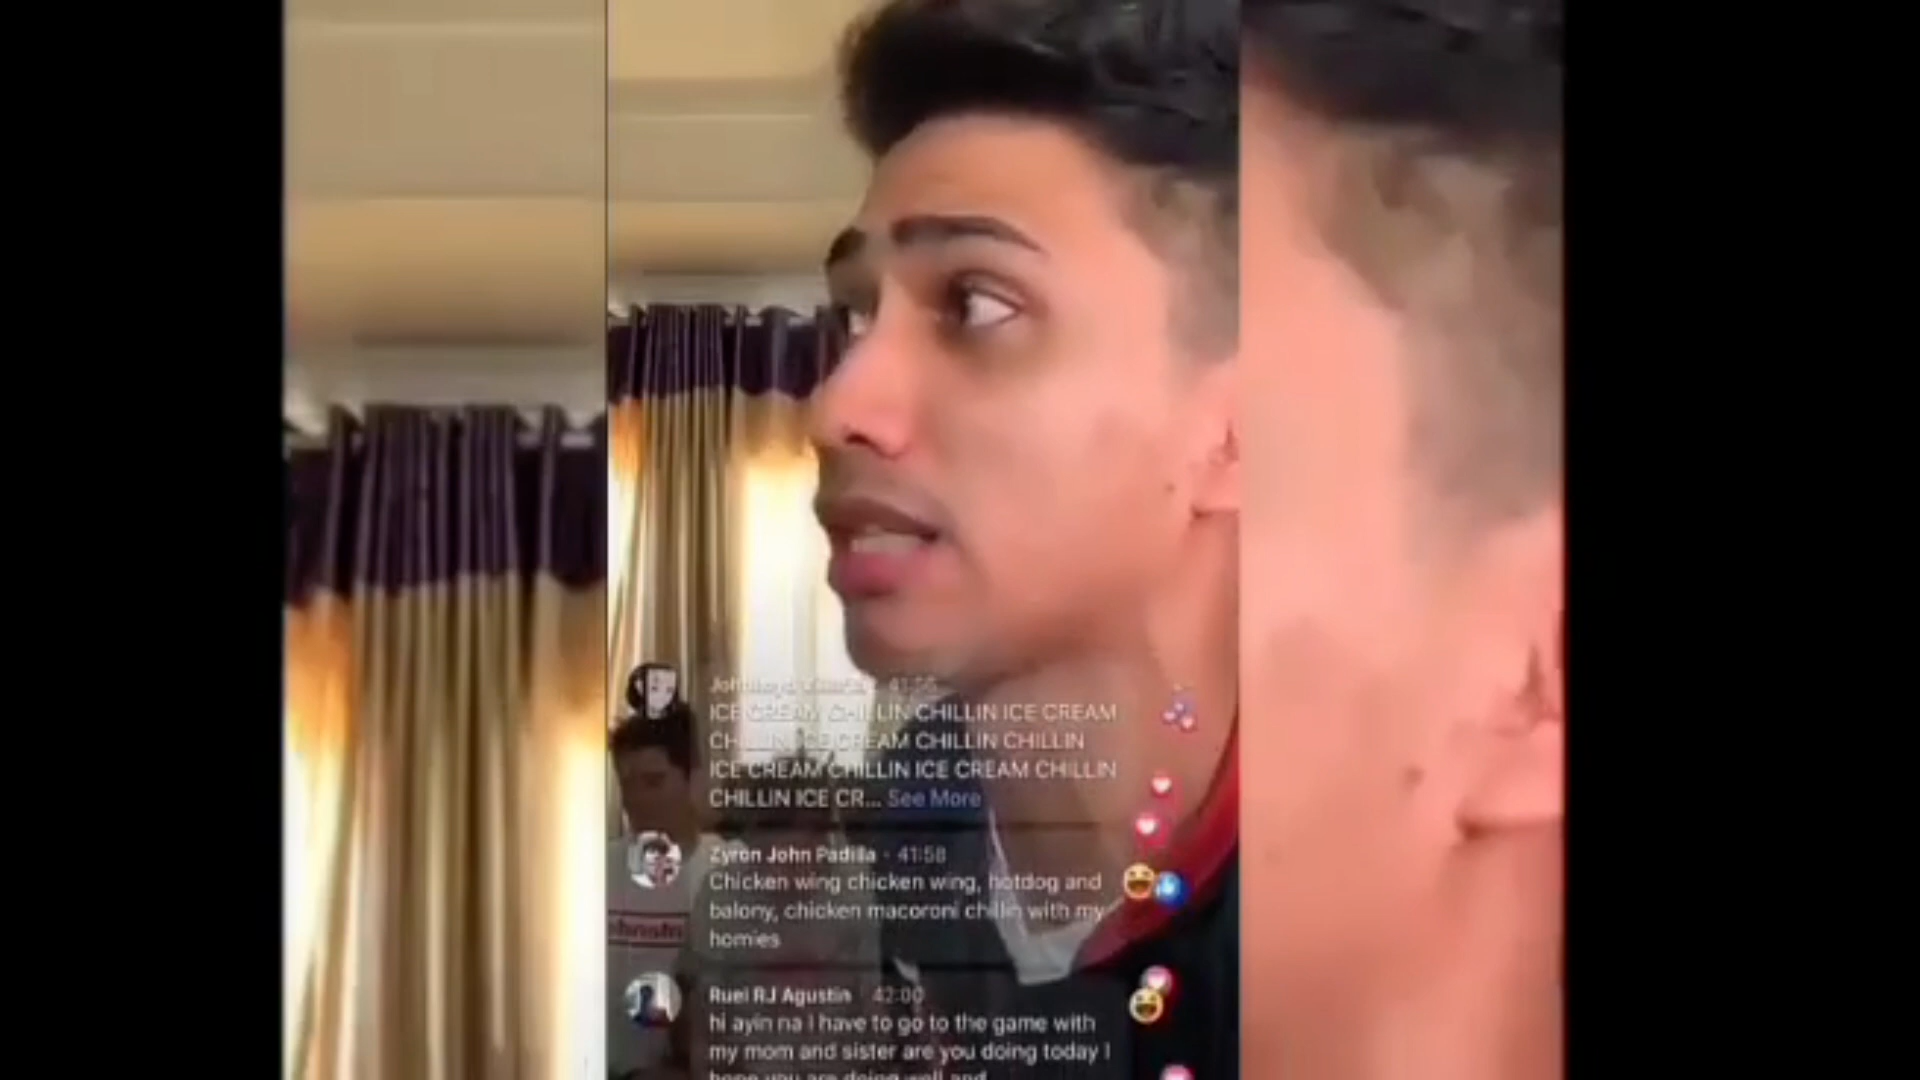 41:56
ICE CREAM CHILLIN CHILLIN ICE CREAM
CHILLIN ICE CREAM CHILLIN CHILLIN
ICE CREAM CHILLIN ICE CREAM CHILLIN
CHILLIN ICE CR... See More
Zyron John Padilla · 41:58
Chicken wing chicken wing, hotdog and
balony, chicken macoroni chillin with my
homies
Ruel RJ Agustin · 42:00
hi ayin na I have to go to the game with
my mom and sister are you doing today I
hope you are doing well and